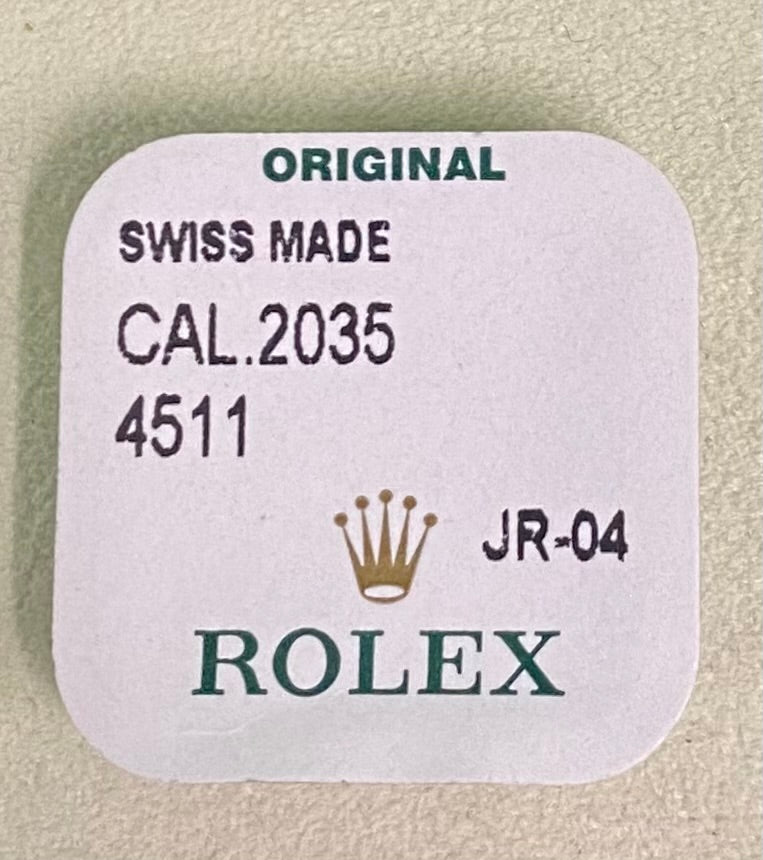 ORIGINAL
SWISS MADE
CAL.2035
4511
JR-04
ROLEX